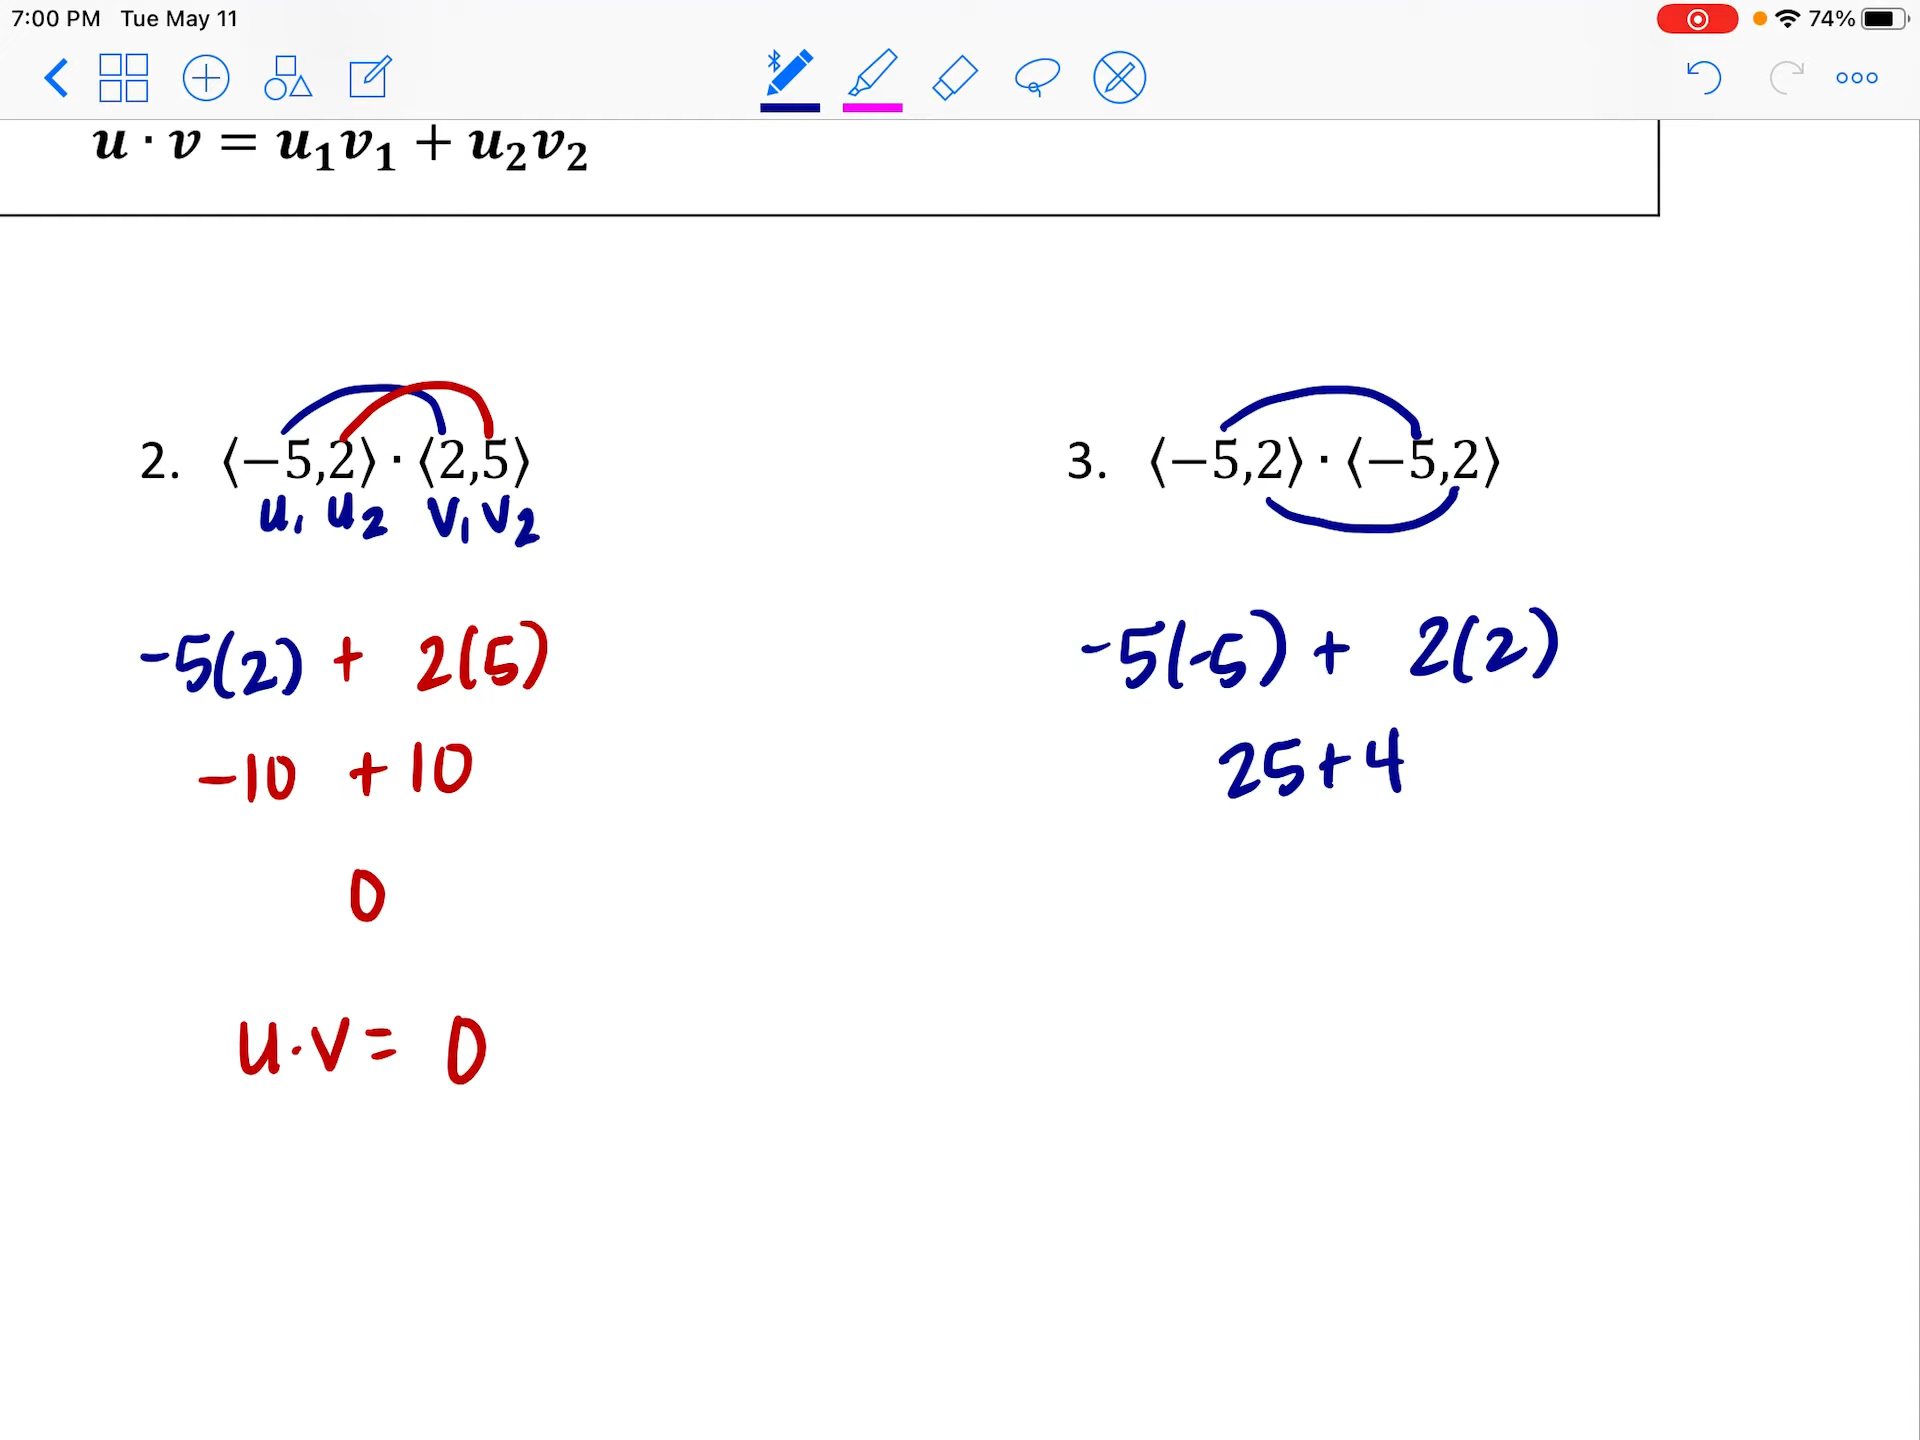 7:00 PM Tue May 11
74%
u · v = u₁v₁ + u₂v₂
2. ⟨−5,2⟩ · ⟨2,5⟩
u₁ u₂ v₁ v₂
-5(2) + 2(5)
-10 + 10
0
u·v = 0
3. ⟨−5,2⟩ · ⟨−5,2⟩
-5(-5) + 2(2)
25+4